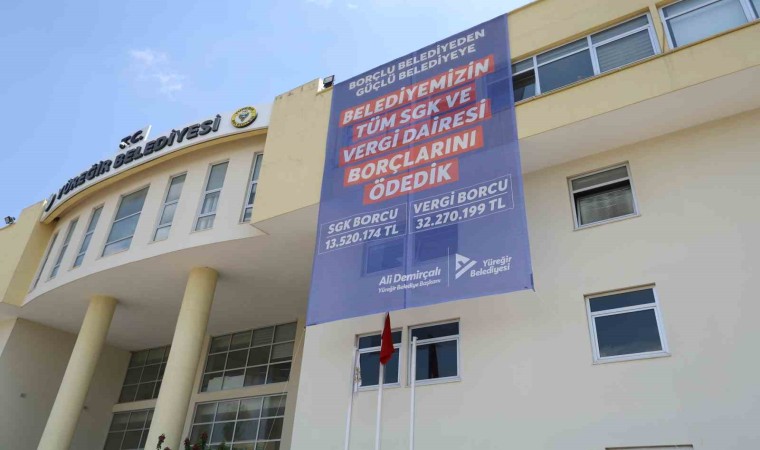 T.C.
YÜREĞİR BELEDİYESİ
BORÇLU BELEDİYEDEN
GÜÇLÜ BELEDİYEYE
BELEDİYEMİZİN
TÜM SGK VE
VERGİ DAİRESİ
BORÇLARINI
ÖDEDİK
SGK BORCU
13.520.174 TL
VERGİ BORCU
32.270.199 TL
Ali Demirçalı
Yüreğir Belediye Başkanı
Yüreğir
Belediyesi